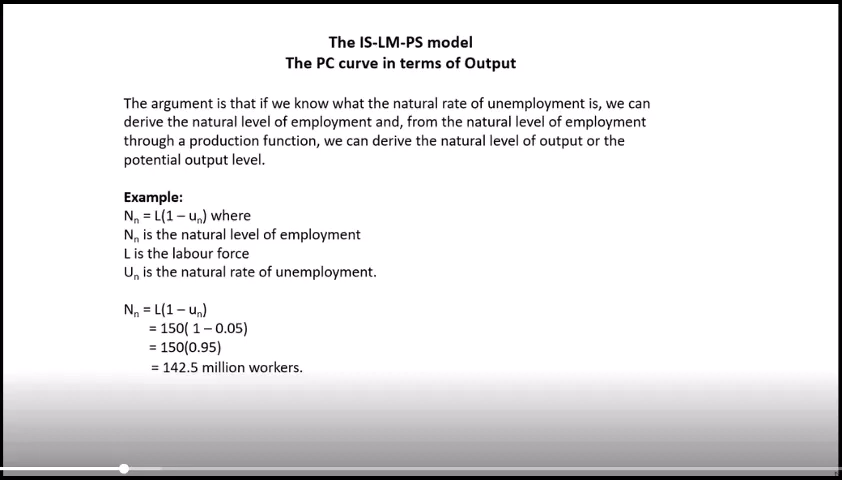 The IS-LM-PS model
The PC curve in terms of Output
The argument is that if we know what the natural rate of unemployment is, we can
derive the natural level of employment and, from the natural level of employment
through a production function, we can derive the natural level of output or the
potential output level.
Example:
Nₙ = L(1 – uₙ) where
Nₙ is the natural level of employment
L is the labour force
Uₙ is the natural rate of unemployment.
Nₙ = L(1 – uₙ)
= 150( 1 – 0.05)
= 150(0.95)
= 142.5 million workers.